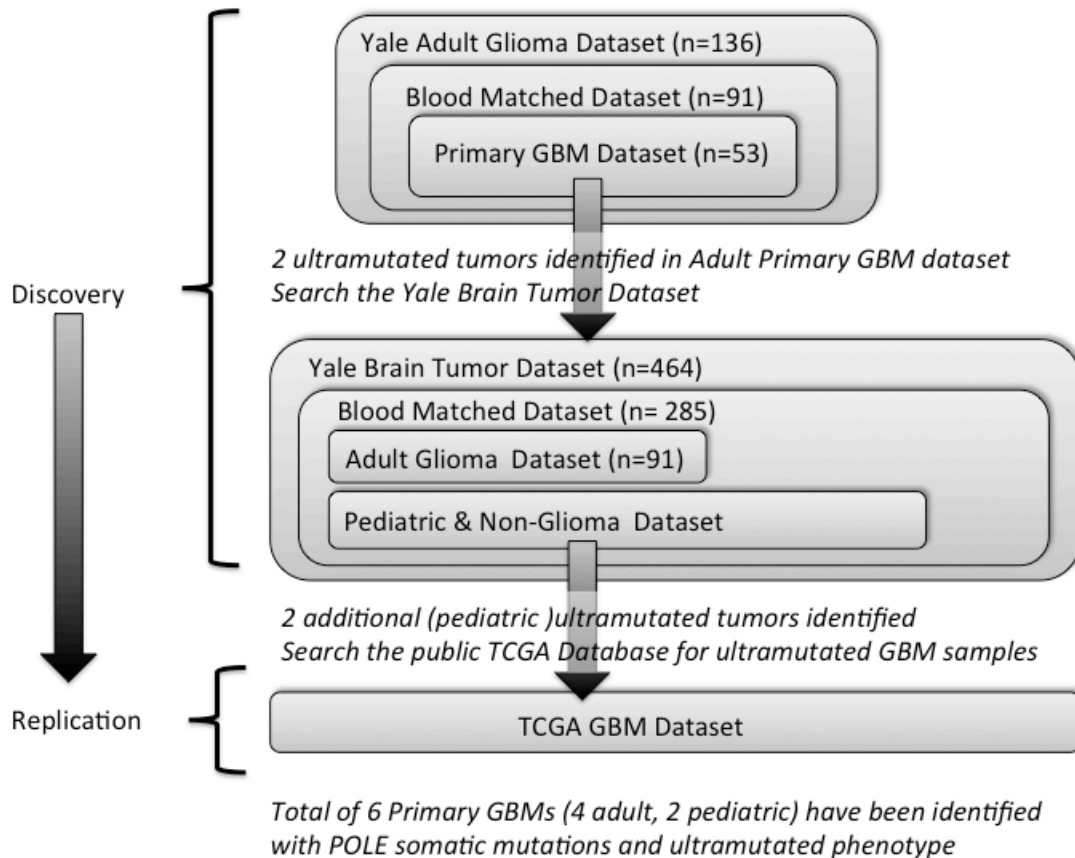 Yale Adult Glioma Dataset (n=136)
Blood Matched Dataset (n=91)
Primary GBM Dataset (n=53)
2 ultramutated tumors identified in Adult Primary GBM dataset
Search the Yale Brain Tumor Dataset
Discovery
Yale Brain Tumor Dataset (n=464)
Blood Matched Dataset (n= 285)
Adult Glioma Dataset (n=91)
Pediatric & Non-Glioma Dataset
2 additional (pediatric )ultramutated tumors identified
Search the public TCGA Database for ultramutated GBM samples
Replication
TCGA GBM Dataset
Total of 6 Primary GBMs (4 adult, 2 pediatric) have been identified
with POLE somatic mutations and ultramutated phenotype